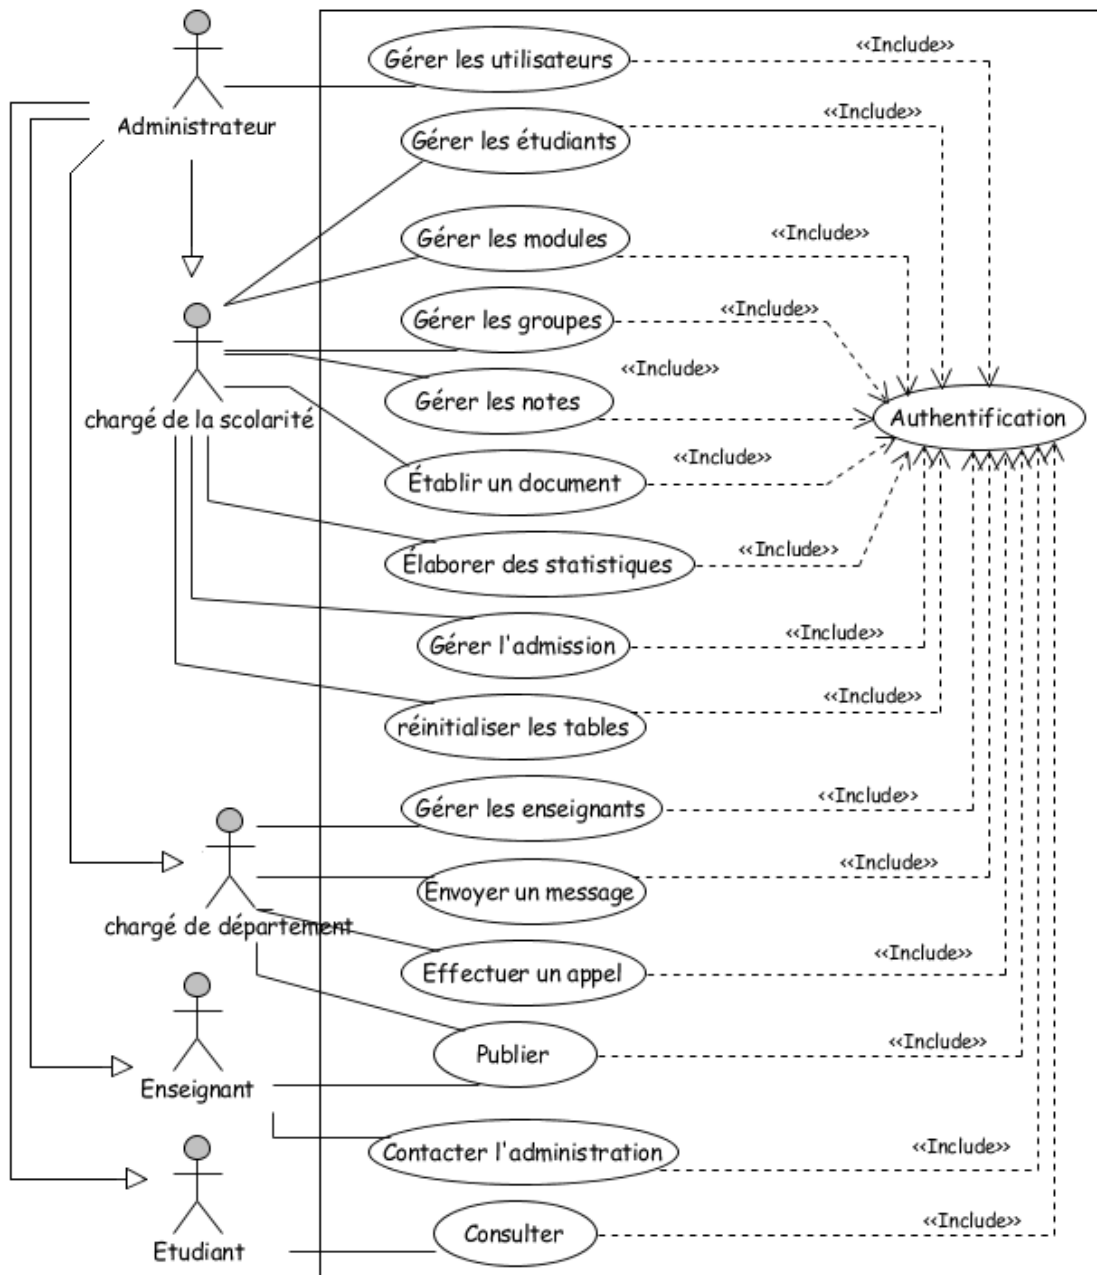 Gérer les utilisateurs
<<Include>>
Administrateur
Gérer les étudiants
<<Include>>
Gérer les modules
<<Include>>
Gérer les groupes
<<Include>>
chargé de la scolarité
Gérer les notes
<<Include>>
Authentification
Établir un document
<<Include>>
Élaborer des statistiques
<<Include>>
Gérer l'admission
<<Include>>
réinitialiser les tables
<<Include>>
Gérer les enseignants
<<Include>>
Envoyer un message
<<Include>>
chargé de département
Effectuer un appel
<<Include>>
Publier
<<Include>>
Enseignant
Contacter l'administration
<<Include>>
Consulter
<<Include>>
Etudiant